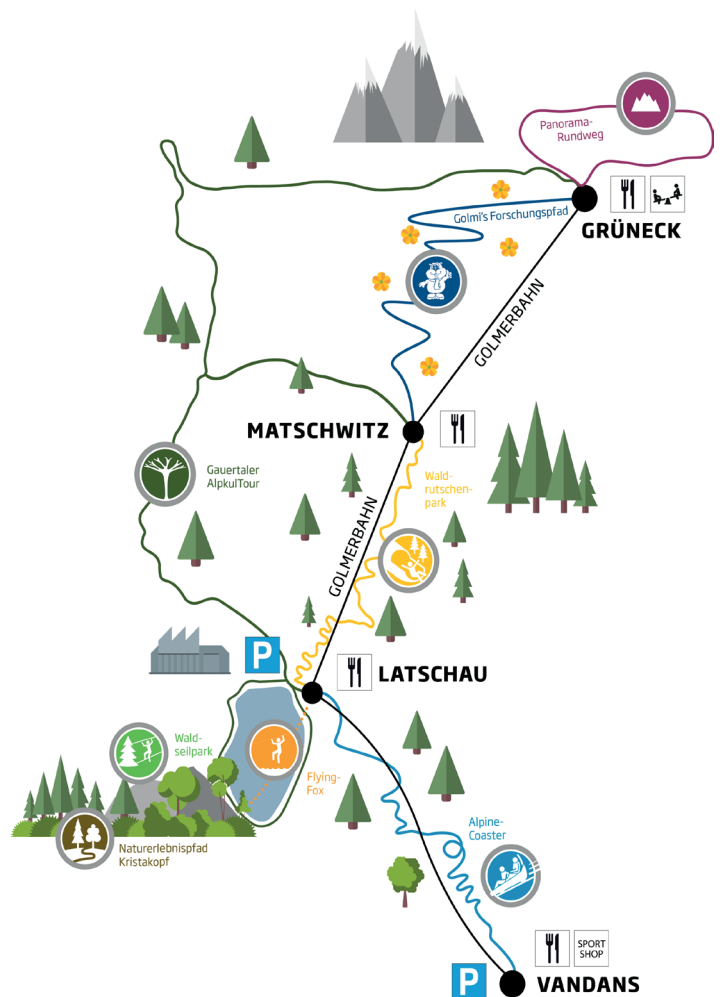 Panorama-
Rundweg
Golmi's Forschungspfad
GRÜNECK
GOLMERBAHN
MATSCHWITZ
Wald-
rutschen-
park
Gauertaler
AlpkulTour
GOLMERBAHN
P
LATSCHAU
Wald-
seilpark
Flying-
Fox
Naturerlebnispfad
Kristakopf
Alpine-
Coaster
SPORT
SHOP
P
VANDANS